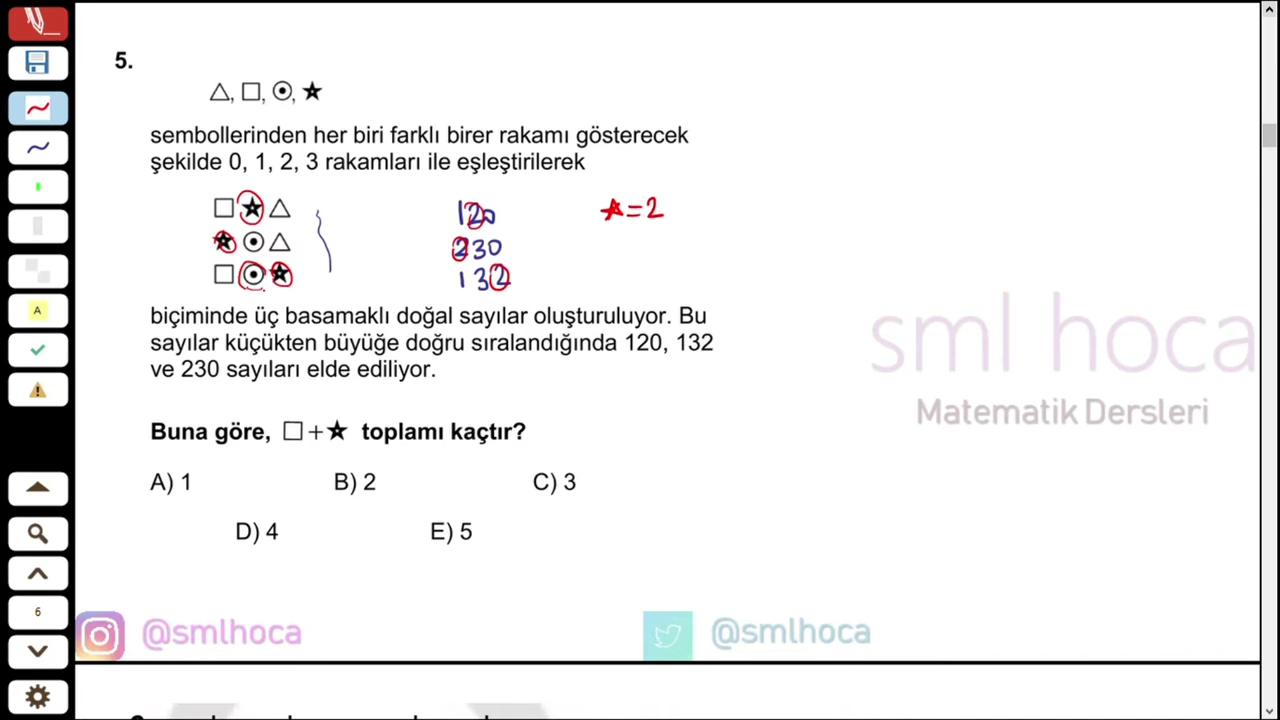 5.
△, □, ⊙, ★
sembollerinden her biri farklı birer rakamı gösterecek
şekilde 0, 1, 2, 3 rakamları ile eşleştirilerek
□★△ 120 ★=2
★⊙△ 230
□⊙★ 132
biçiminde üç basamaklı doğal sayılar oluşturuluyor. Bu
sayılar küçükten büyüğe doğru sıralandığında 120, 132
ve 230 sayıları elde ediliyor.
Buna göre, □+★ toplamı kaçtır?
A) 1 B) 2 C) 3
D) 4 E) 5
sml hoca
Matematik Dersleri
@smlhoca @smlhoca
A
6